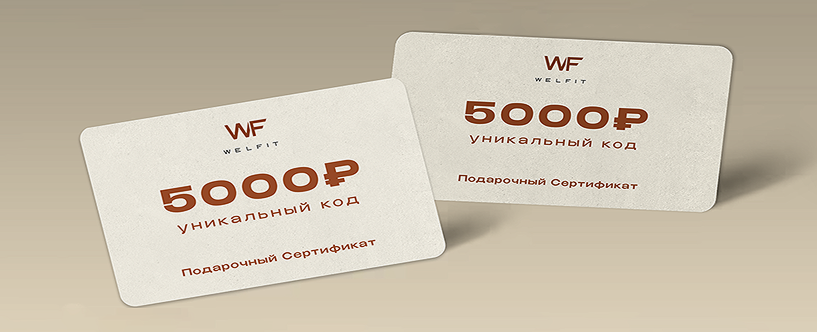 WF
WELFIT
5000₽
уникальный код
Подарочный Сертификат
WF
WELFIT
5000₽
уникальный код
Подарочный Сертификат